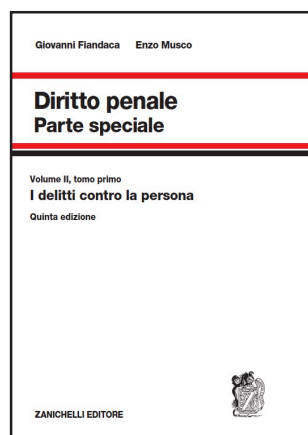 Giovanni Fiandaca Enzo Musco
Diritto penale
Parte speciale
Volume II, tomo primo
I delitti contro la persona
Quinta edizione
ZANICHELLI EDITORE